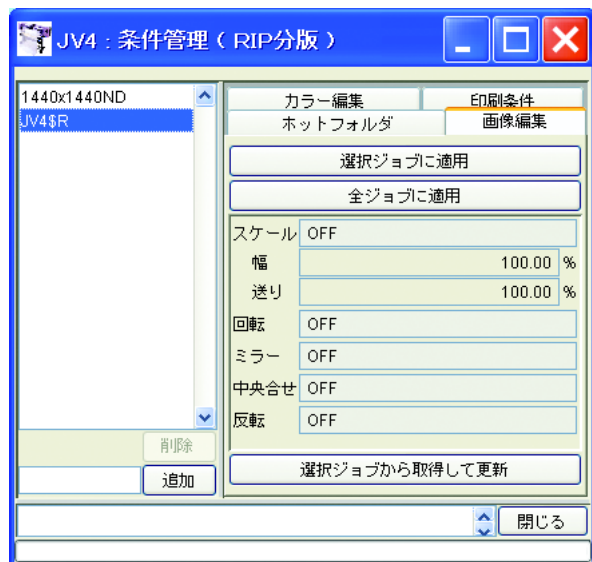 JV4 : 条件管理 ( RIP分版 )
1440x1440ND
JV4$R
カラー編集 印刷条件
ホットフォルダ 画像編集
選択ジョブに適用
全ジョブに適用
スケール OFF
幅 100.00 %
送り 100.00 %
回転 OFF
ミラー OFF
中央合せ OFF
反転 OFF
削除
追加
選択ジョブから取得して更新
閉じる